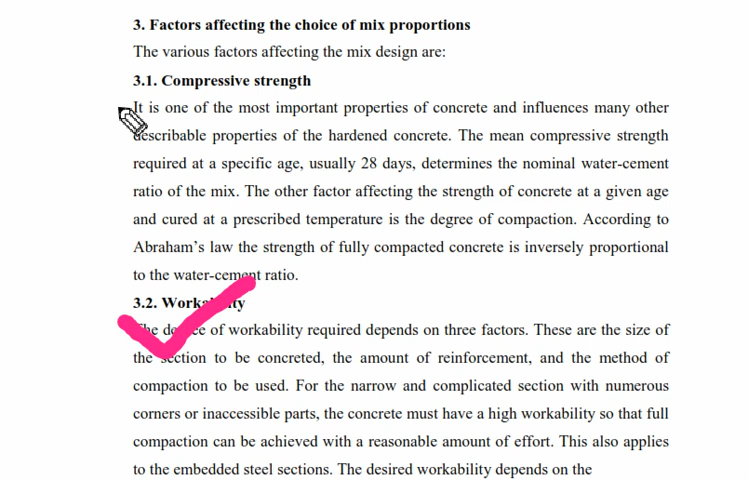 3. Factors affecting the choice of mix proportions
The various factors affecting the mix design are:
3.1. Compressive strength
It is one of the most important properties of concrete and influences many other
describable properties of the hardened concrete. The mean compressive strength
required at a specific age, usually 28 days, determines the nominal water-cement
ratio of the mix. The other factor affecting the strength of concrete at a given age
and cured at a prescribed temperature is the degree of compaction. According to
Abraham's law the strength of fully compacted concrete is inversely proportional
to the water-cement ratio.
3.2. Workability
The degree of workability required depends on three factors. These are the size of
the section to be concreted, the amount of reinforcement, and the method of
compaction to be used. For the narrow and complicated section with numerous
corners or inaccessible parts, the concrete must have a high workability so that full
compaction can be achieved with a reasonable amount of effort. This also applies
to the embedded steel sections. The desired workability depends on the